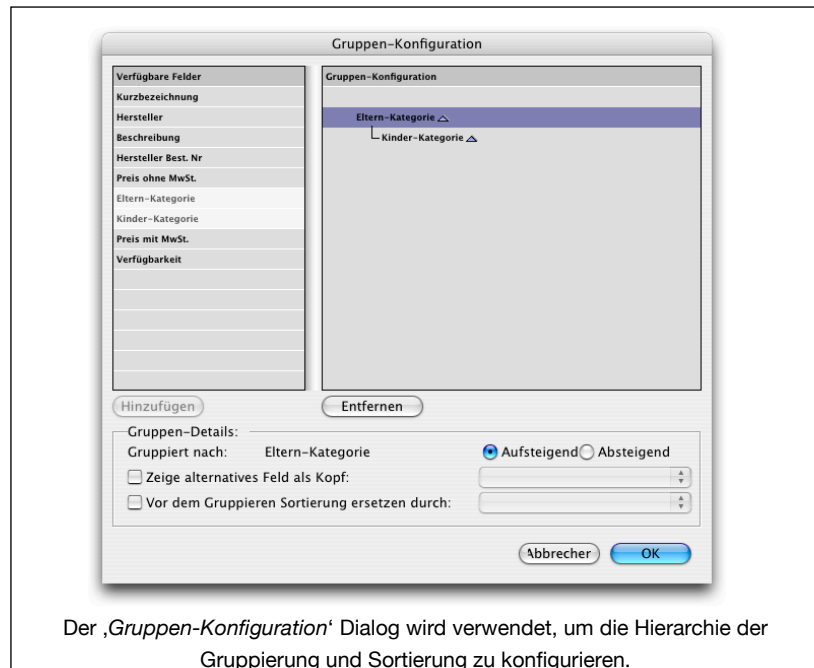 Gruppen-Konfiguration
Verfügbare Felder
Kurzbezeichnung
Hersteller
Beschreibung
Hersteller Best. Nr
Preis ohne MwSt.
Eltern-Kategorie
Kinder-Kategorie
Preis mit MwSt.
Verfügbarkeit
Gruppen-Konfiguration
Eltern-Kategorie
Kinder-Kategorie
Hinzufügen
Entfernen
Gruppen-Details:
Gruppiert nach: Eltern-Kategorie Aufsteigend Absteigend
Zeige alternatives Feld als Kopf:
Vor dem Gruppieren Sortierung ersetzen durch:
Abbrecher OK
Der ‚Gruppen-Konfiguration‘ Dialog wird verwendet, um die Hierarchie der
Gruppierung und Sortierung zu konfigurieren.